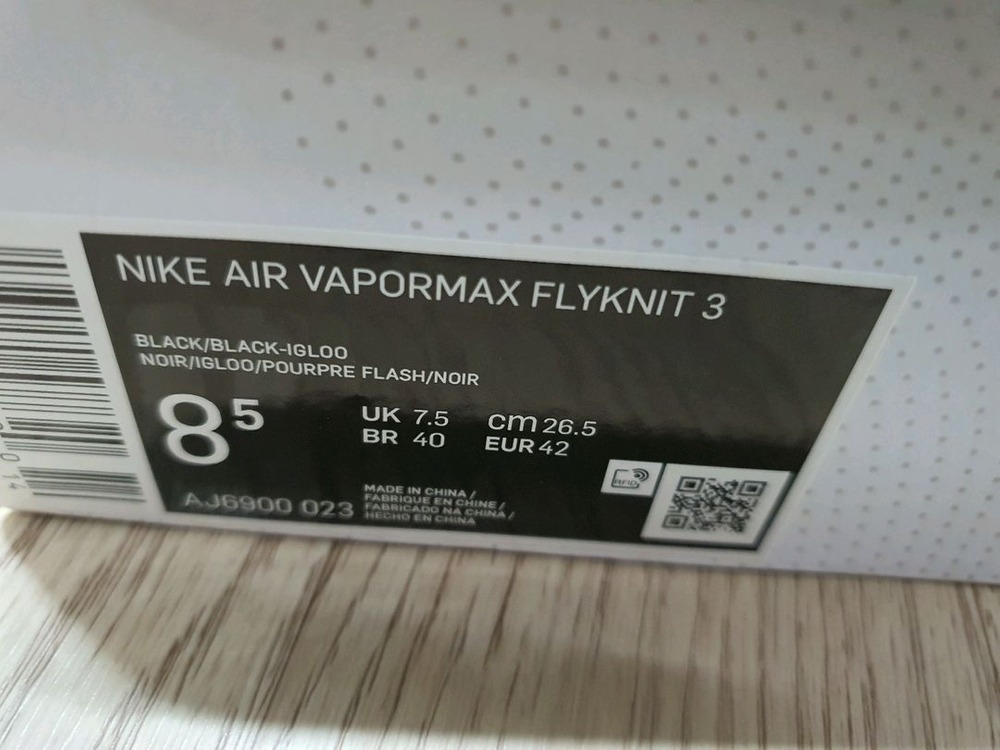 NIKE AIR VAPORMAX FLYKNIT 3
BLACK/BLACK-IGLOO
NOIR/IGLOO/POURPRE FLASH/NOIR
8 5
UK 7.5 cm 26.5
BR 40 EUR 42
RFID
AJ6900 023
MADE IN CHINA /
FABRIQUE EN CHINE /
FABRICADO NA CHINA /
HECHO EN CHINA